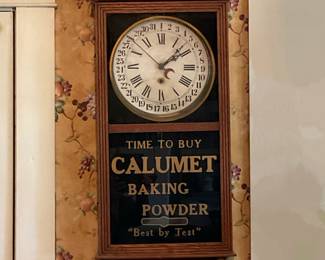 TIME TO BUY
CALUMET
BAKING
POWDER
"Best by Test"